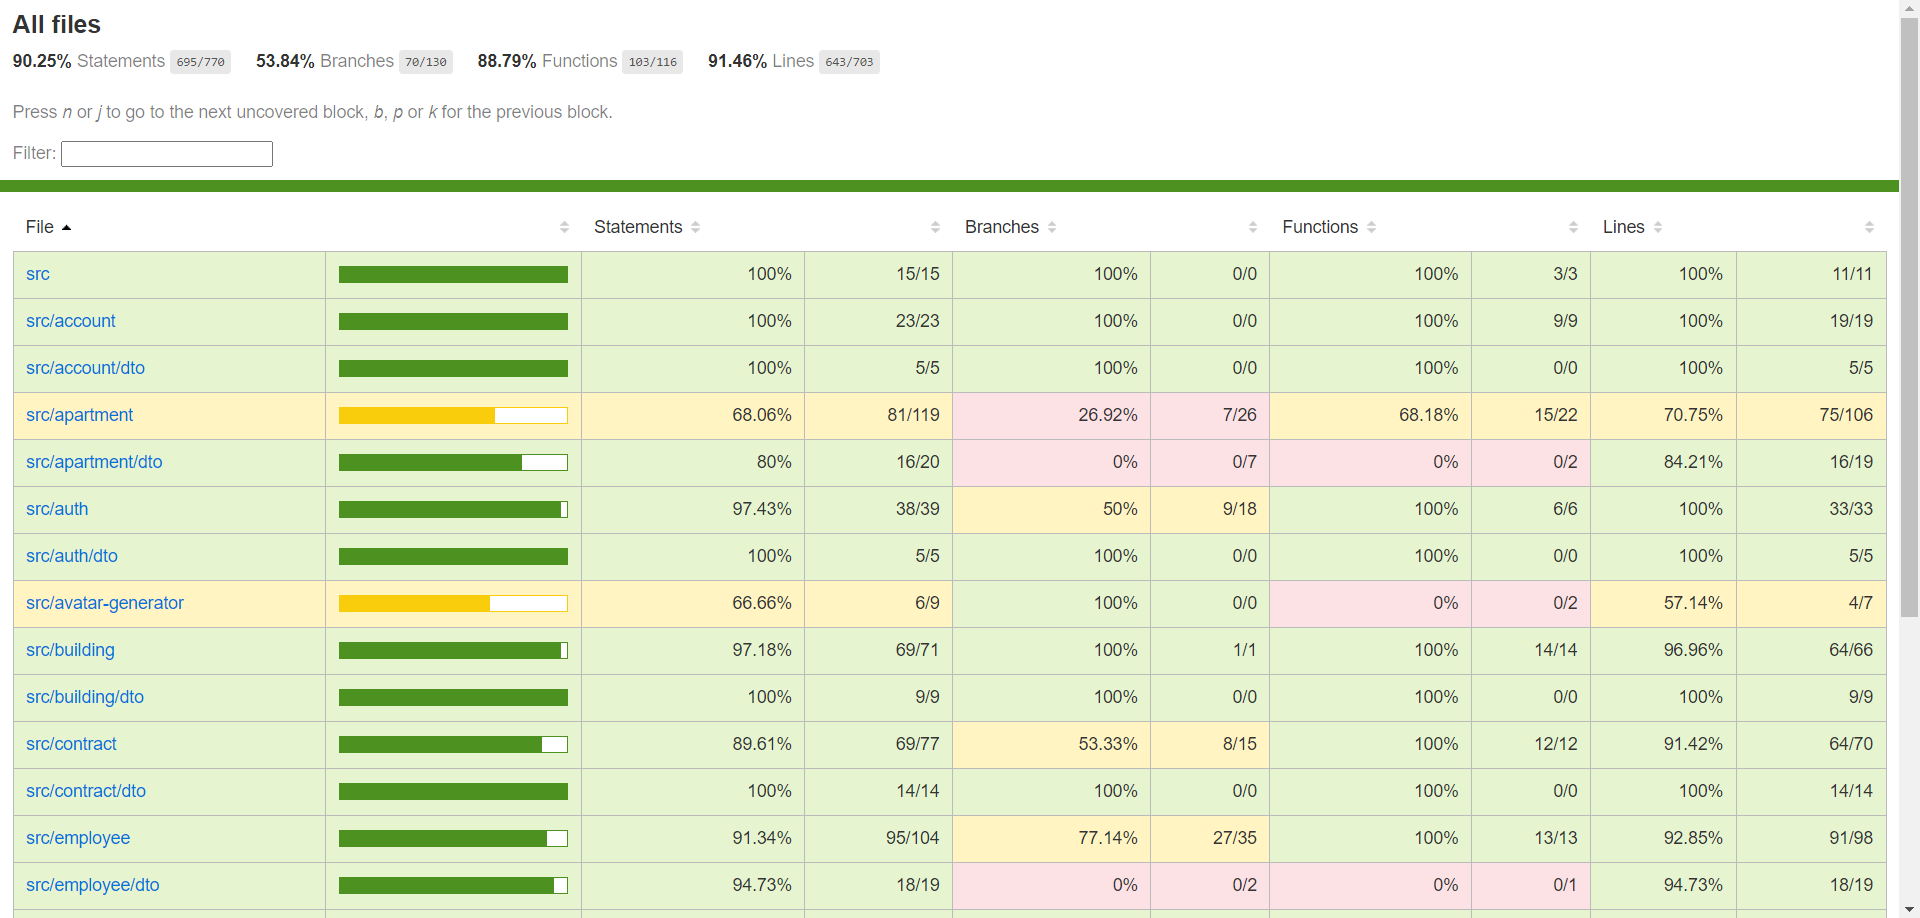 All files
90.25% Statements 695/770 53.84% Branches 70/130 88.79% Functions 103/116 91.46% Lines 643/703
Press n or j to go to the next uncovered block, b, p or k for the previous block.
Filter:
File Statements Branches Functions Lines
src 100% 15/15 100% 0/0 100% 3/3 100% 11/11
src/account 100% 23/23 100% 0/0 100% 9/9 100% 19/19
src/account/dto 100% 5/5 100% 0/0 100% 0/0 100% 5/5
src/apartment 68.06% 81/119 26.92% 7/26 68.18% 15/22 70.75% 75/106
src/apartment/dto 80% 16/20 0% 0/7 0% 0/2 84.21% 16/19
src/auth 97.43% 38/39 50% 9/18 100% 6/6 100% 33/33
src/auth/dto 100% 5/5 100% 0/0 100% 0/0 100% 5/5
src/avatar-generator 66.66% 6/9 100% 0/0 0% 0/2 57.14% 4/7
src/building 97.18% 69/71 100% 1/1 100% 14/14 96.96% 64/66
src/building/dto 100% 9/9 100% 0/0 100% 0/0 100% 9/9
src/contract 89.61% 69/77 53.33% 8/15 100% 12/12 91.42% 64/70
src/contract/dto 100% 14/14 100% 0/0 100% 0/0 100% 14/14
src/employee 91.34% 95/104 77.14% 27/35 100% 13/13 92.85% 91/98
src/employee/dto 94.73% 18/19 0% 0/2 0% 0/1 94.73% 18/19